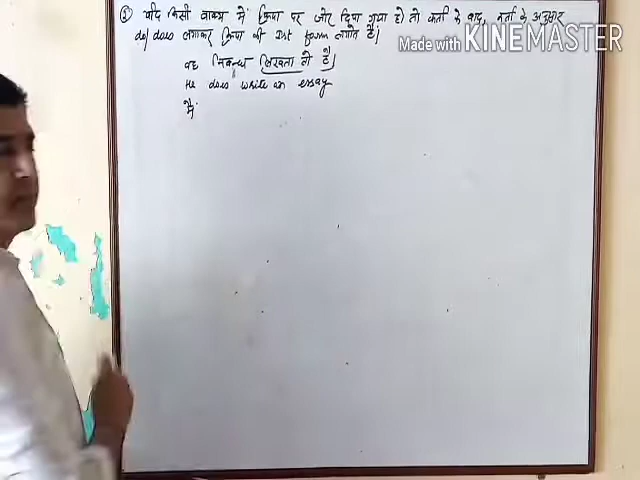 ③ यदि किसी वाक्य में क्रिया पर जोर दिया गया हो तो कर्ता के बाद, कर्ता के अनुसार
do/does लगाकर क्रिया की Ist form लगाते हैं।
वह निबन्ध लिखता तो है।
He does write an essay
मैं
Made with KINEMASTER